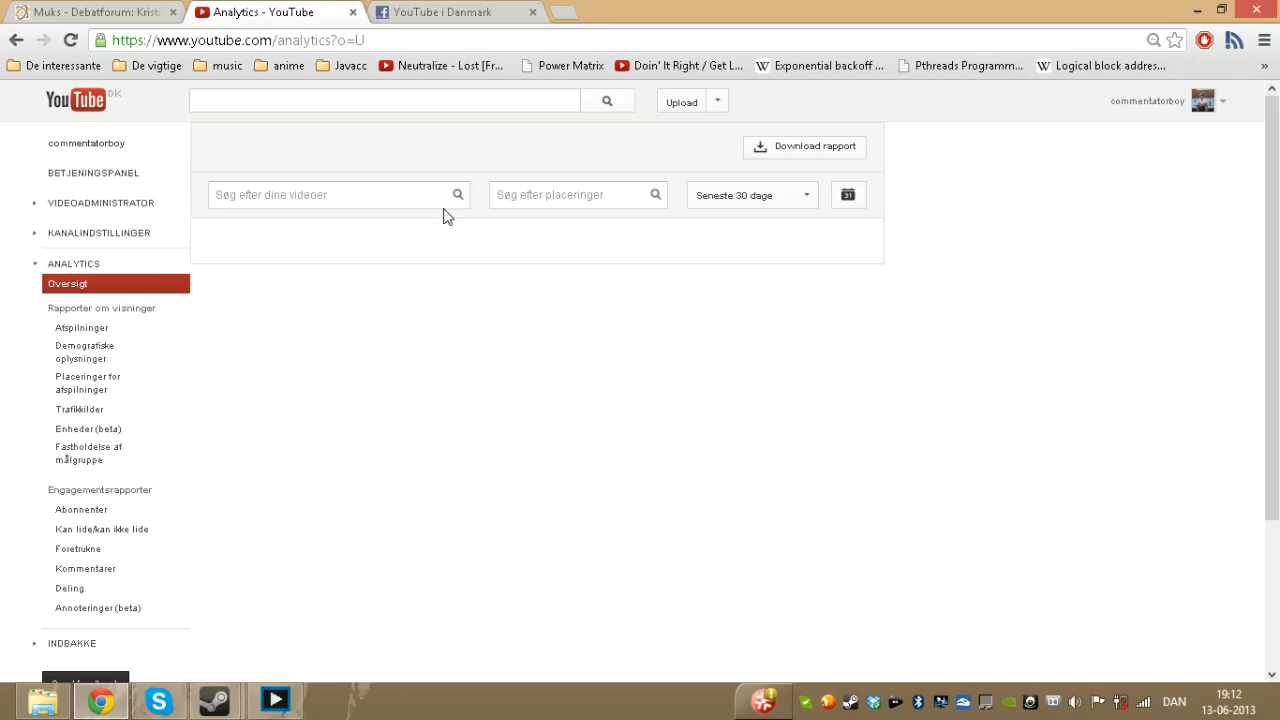 Muks - Debatforum: Kristi
Analytics - YouTube
YouTube i Danmark
https://www.youtube.com/analytics?o=U
De interessante
De vigtige
music
anime
Javacc
Neutralize - Lost [Fr...
Power Matrix
Doin' It Right / Get L...
Exponential backoff ...
Pthreads Programm...
Logical block addres...
»
YouTube DK
Upload
commentatorboy
commentatorboy
Download rapport
BETJENINGSPANEL
Søg efter dine videoer
Søg efter placeringer
Seneste 30 dage
31
VIDEOADMINISTRATOR
KANALINDSTILLINGER
ANALYTICS
Oversigt
Rapporter om visninger
Afspilninger
Demografiske
oplysninger
Placeringer for
afspilninger
Trafikkilder
Enheder (beta)
Fastholdelse af
målgruppe
Engagementsrapporter
Abonnenter
Kan lide/kan ikke lide
Foretrukne
Kommentarer
Deling
Annoteringer (beta)
INDBAKKE
DAN
19:12
13-06-2013